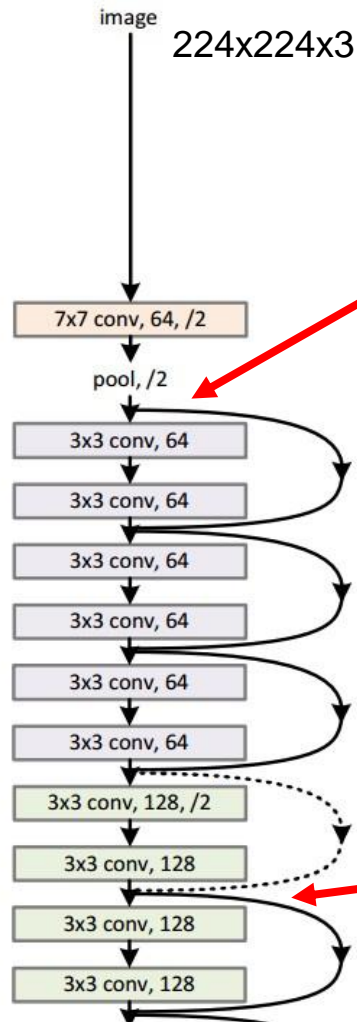 image
224x224x3
7x7 conv, 64, /2
pool, /2
3x3 conv, 64
3x3 conv, 64
3x3 conv, 64
3x3 conv, 64
3x3 conv, 64
3x3 conv, 64
3x3 conv, 128, /2
3x3 conv, 128
3x3 conv, 128
3x3 conv, 128